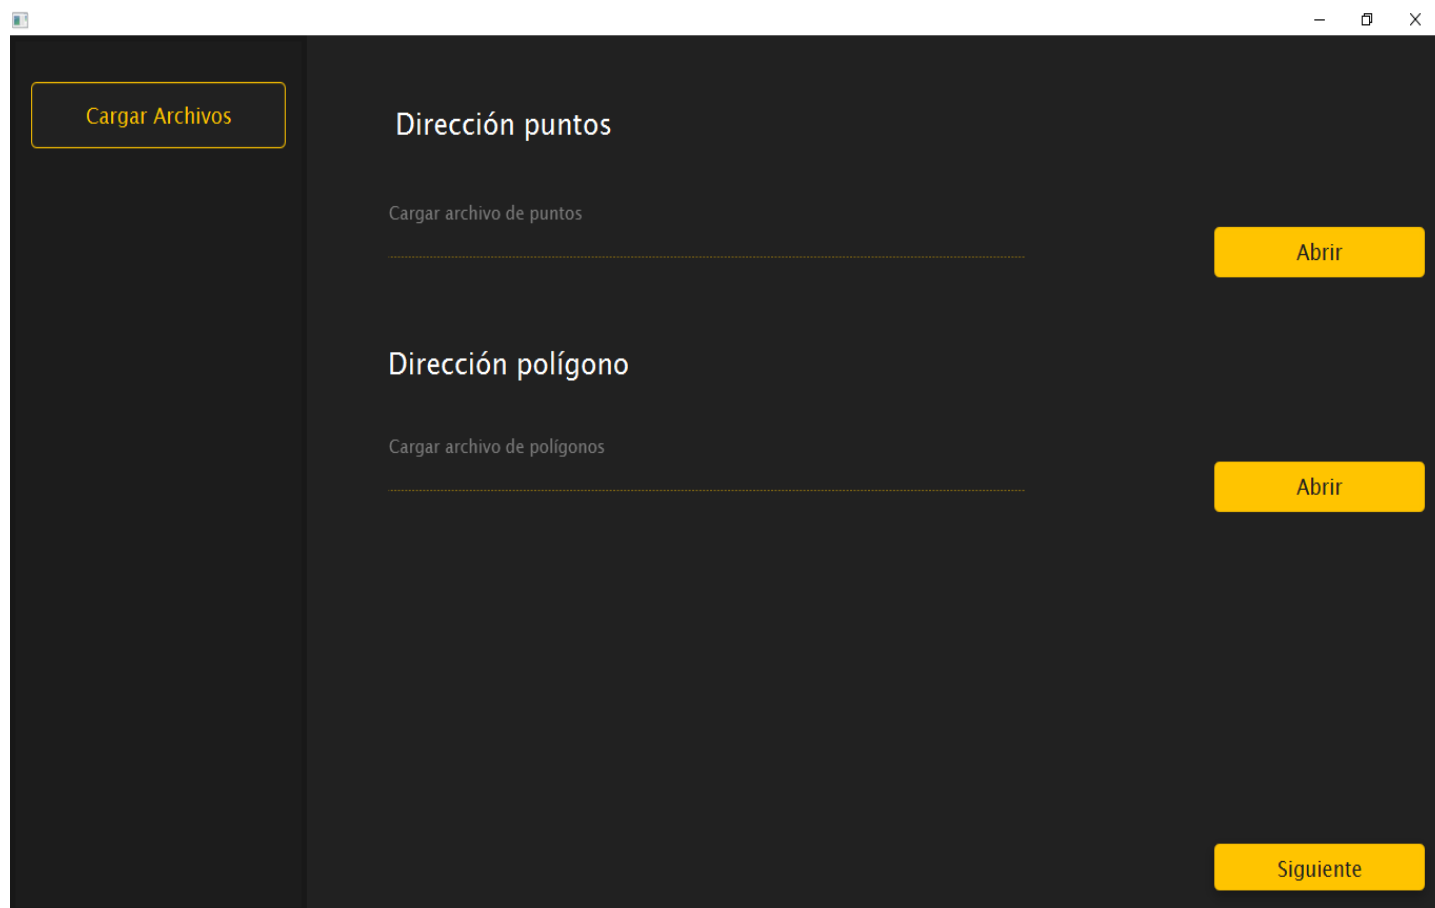 Cargar Archivos
Dirección puntos
Cargar archivo de puntos
Abrir
Dirección polígono
Cargar archivo de polígonos
Abrir
Siguiente